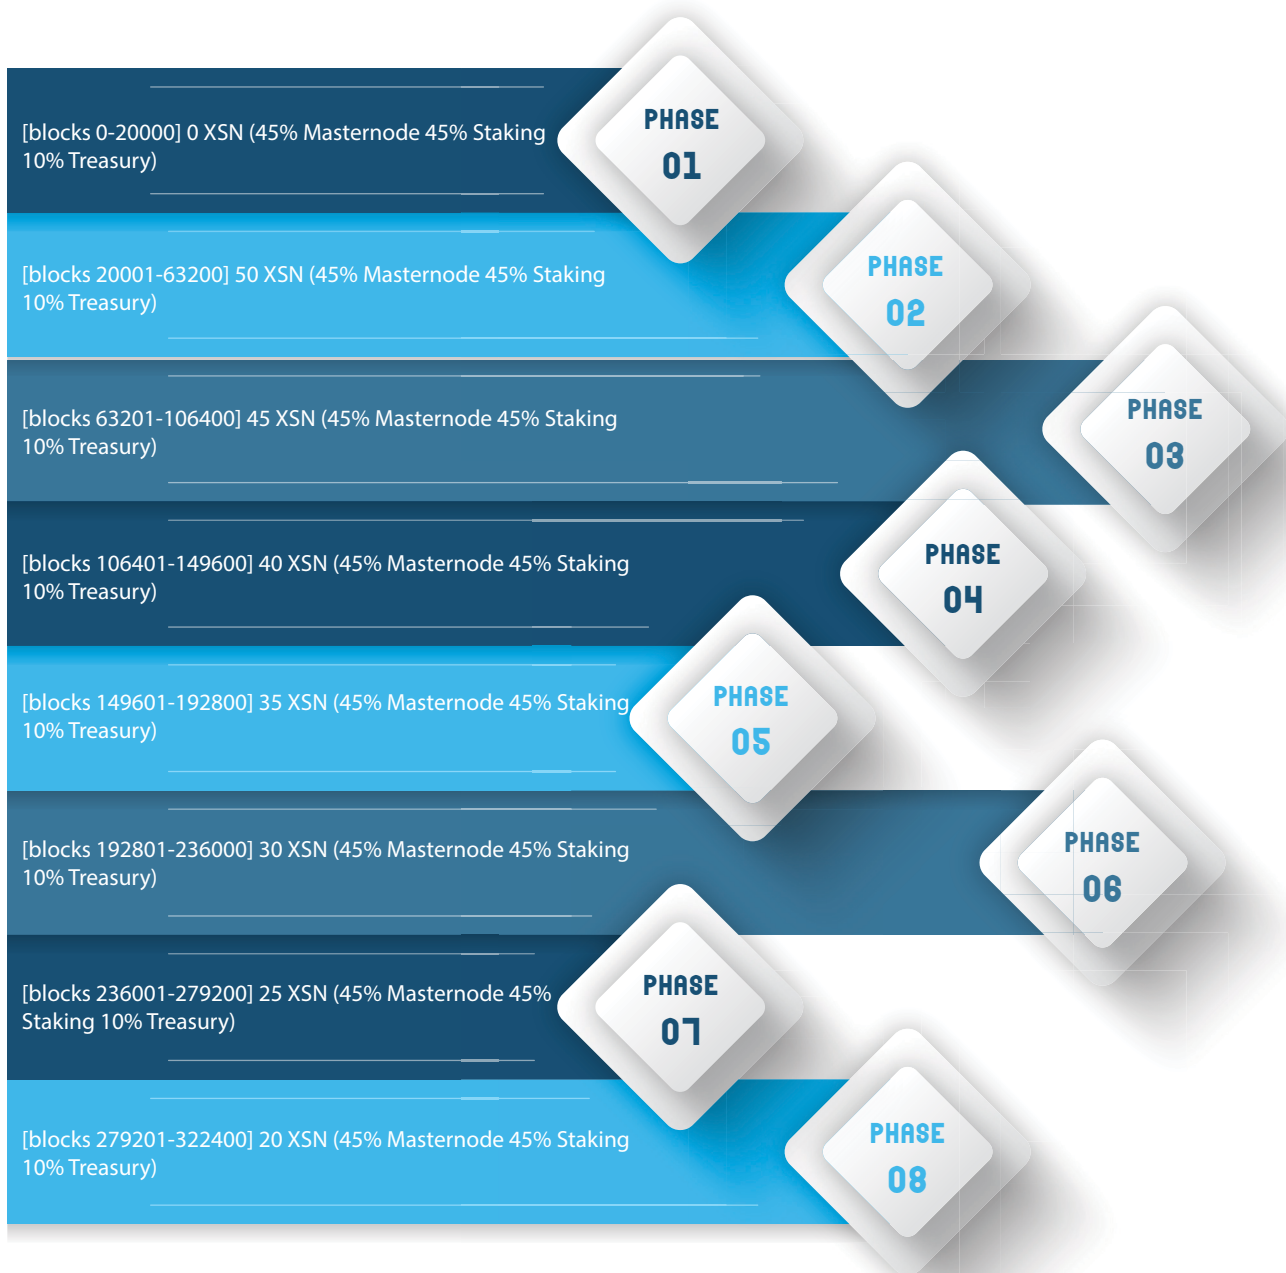 [blocks 0-20000] 0 XSN (45% Masternode 45% Staking
10% Treasury)
PHASE
01
[blocks 20001-63200] 50 XSN (45% Masternode 45% Staking
10% Treasury)
PHASE
02
[blocks 63201-106400] 45 XSN (45% Masternode 45% Staking
10% Treasury)
PHASE
03
[blocks 106401-149600] 40 XSN (45% Masternode 45% Staking
10% Treasury)
PHASE
04
[blocks 149601-192800] 35 XSN (45% Masternode 45% Staking
10% Treasury)
PHASE
05
[blocks 192801-236000] 30 XSN (45% Masternode 45% Staking
10% Treasury)
PHASE
06
[blocks 236001-279200] 25 XSN (45% Masternode 45%
Staking 10% Treasury)
PHASE
07
[blocks 279201-322400] 20 XSN (45% Masternode 45% Staking
10% Treasury)
PHASE
08